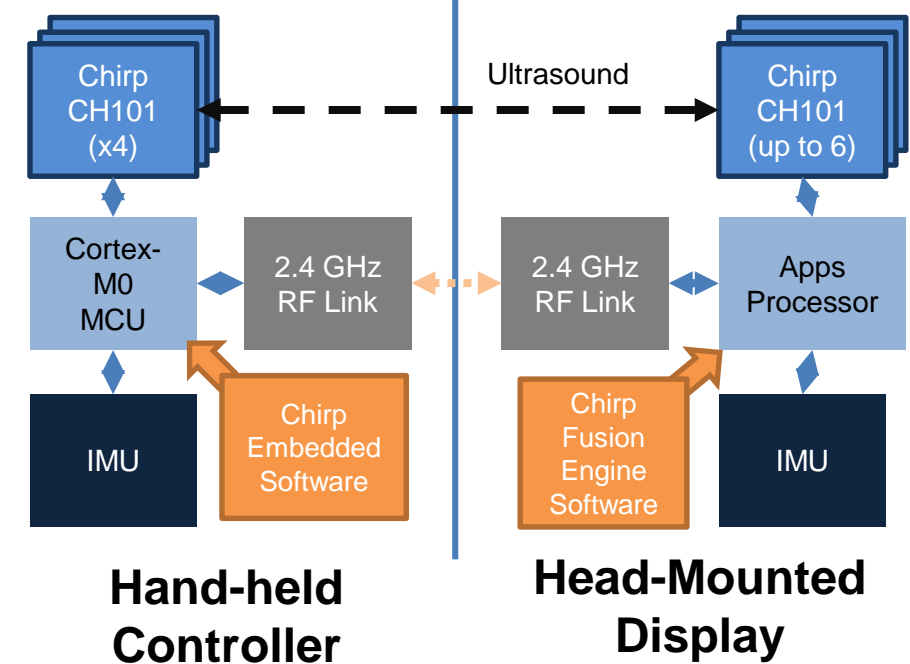 Chirp
CH101
(x4)
Ultrasound
Chirp
CH101
(up to 6)
Cortex-
M0
MCU
2.4 GHz
RF Link
2.4 GHz
RF Link
Apps
Processor
IMU
Chirp
Embedded
Software
Chirp
Fusion
Engine
Software
IMU
Hand-held
Controller
Head-Mounted
Display